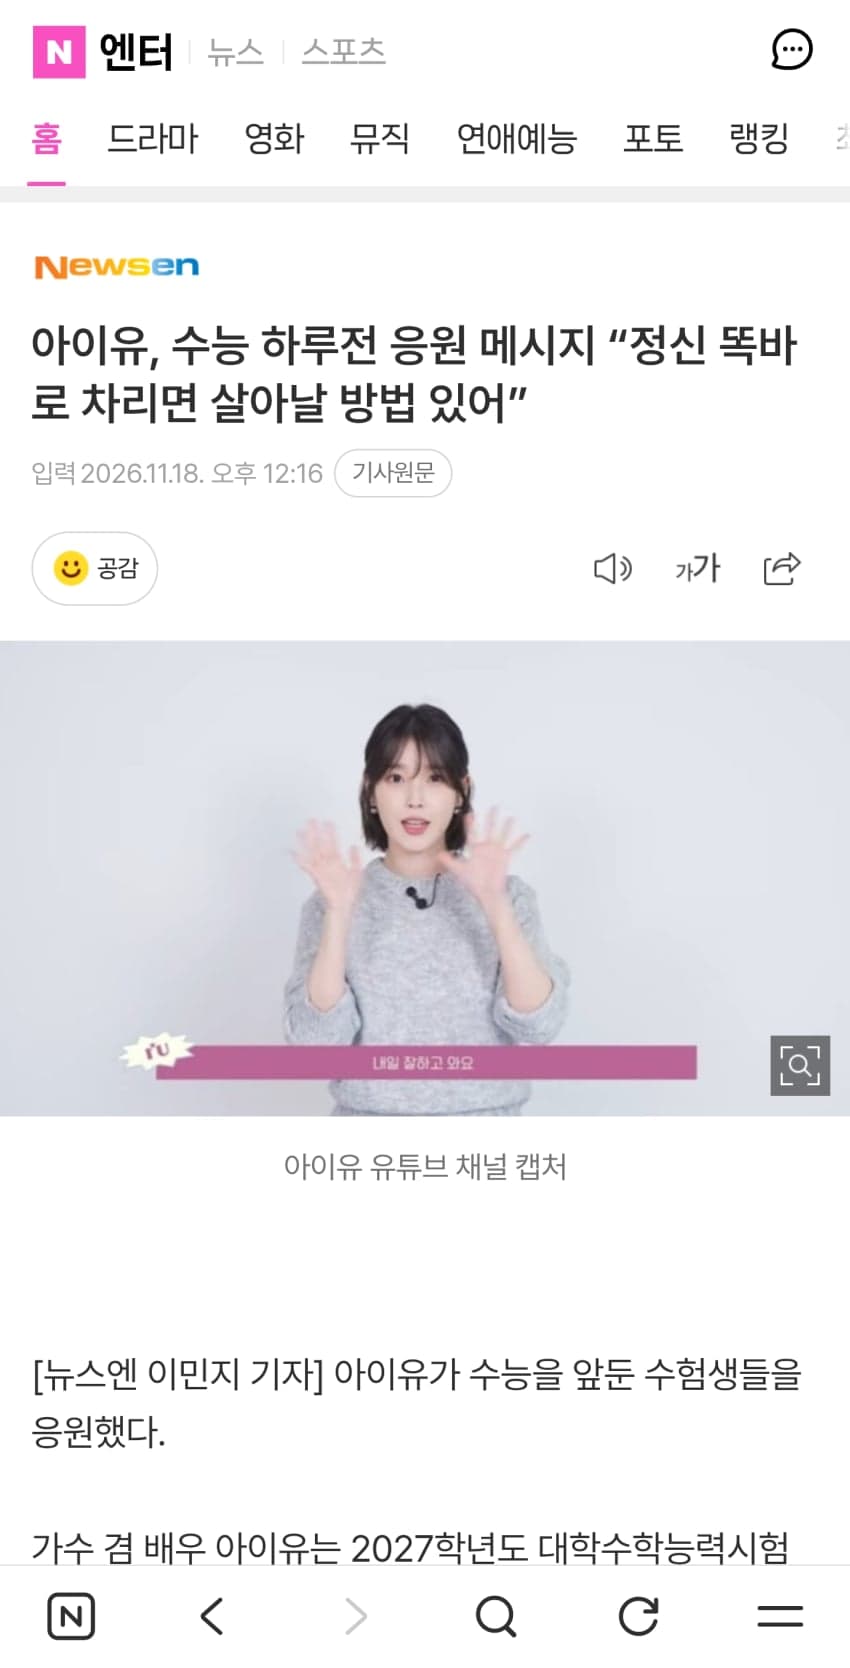 N 엔터 뉴스 스포츠
홈 드라마 영화 뮤직 연애예능 포토 랭킹
Newsen
아이유, 수능 하루전 응원 메시지 “정신 똑바
로 차리면 살아날 방법 있어”
입력 2026.11.18. 오후 12:16 기사원문
공감
가가
내일 잘하고 와요
아이유 유튜브 채널 캡처
[뉴스엔 이민지 기자] 아이유가 수능을 앞둔 수험생들을
응원했다.
가수 겸 배우 아이유는 2027학년도 대학수학능력시험
N